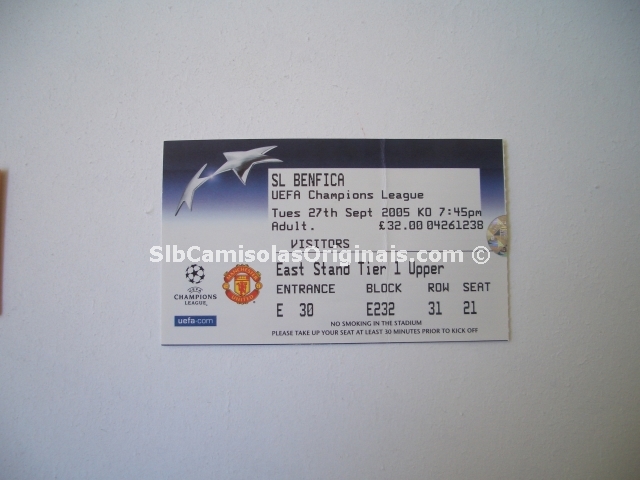 SL BENFICA
UEFA Champions League
Tues 27th Sept 2005 KO 7:45pm
Adult. £32.00 04261238
VISITORS
SlbCamisolasOriginais.com ©
East Stand Tier 1 Upper
ENTRANCE BLOCK ROW SEAT
E 30 E232 31 21
CHAMPIONS
LEAGUE
MANCHESTER
UNITED
uefa.com
NO SMOKING IN THE STADIUM
PLEASE TAKE UP YOUR SEAT AT LEAST 30 MINUTES PRIOR TO KICK OFF